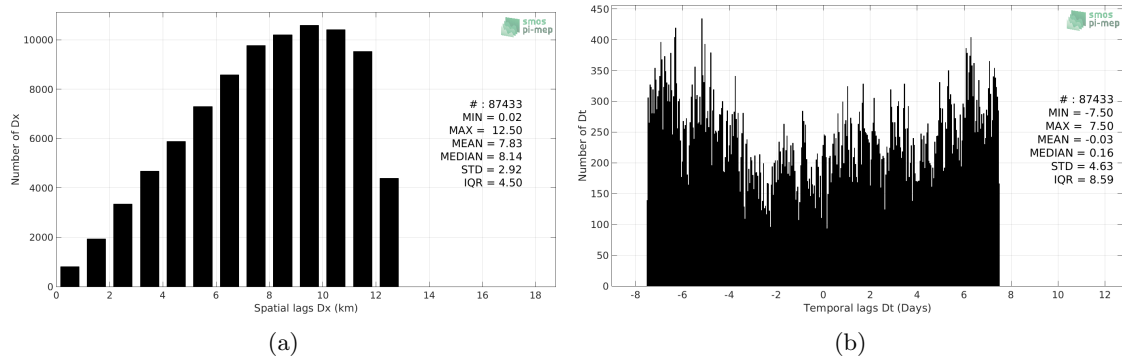 smos
pi-mep
Number of Dx
10000
8000
6000
4000
2000
0
# : 87433
MIN = 0.02
MAX = 12.50
MEAN = 7.83
MEDIAN = 8.14
STD = 2.92
IQR = 4.50
0 2 4 6 8 10 12 14 16 18
Spatial lags Dx (km)
(a)
smos
pi-mep
Number of Dt
450
400
350
300
250
200
150
100
50
0
# : 87433
MIN = -7.50
MAX = 7.50
MEAN = -0.03
MEDIAN = 0.16
STD = 4.63
IQR = 8.59
-8 -6 -4 -2 0 2 4 6 8 10 12
Temporal lags Dt (Days)
(b)